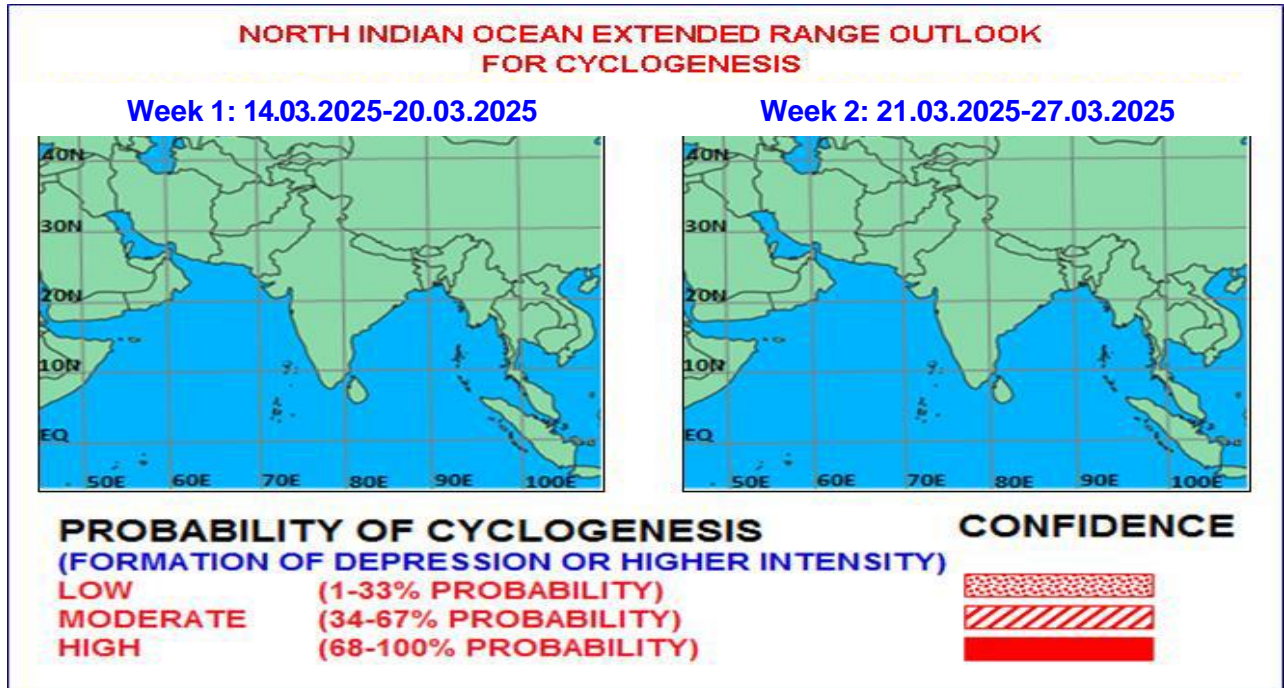 NORTH INDIAN OCEAN EXTENDED RANGE OUTLOOK
FOR CYCLOGENESIS
Week 1: 14.03.2025-20.03.2025
40N
30N
20N
10N
EQ
50E 60E 70E 80E 90E 100E
Week 2: 21.03.2025-27.03.2025
40N
30N
20N
10N
EQ
50E 60E 70E 80E 90E 100E
PROBABILITY OF CYCLOGENESIS CONFIDENCE
(FORMATION OF DEPRESSION OR HIGHER INTENSITY)
LOW (1-33% PROBABILITY)
MODERATE (34-67% PROBABILITY)
HIGH (68-100% PROBABILITY)